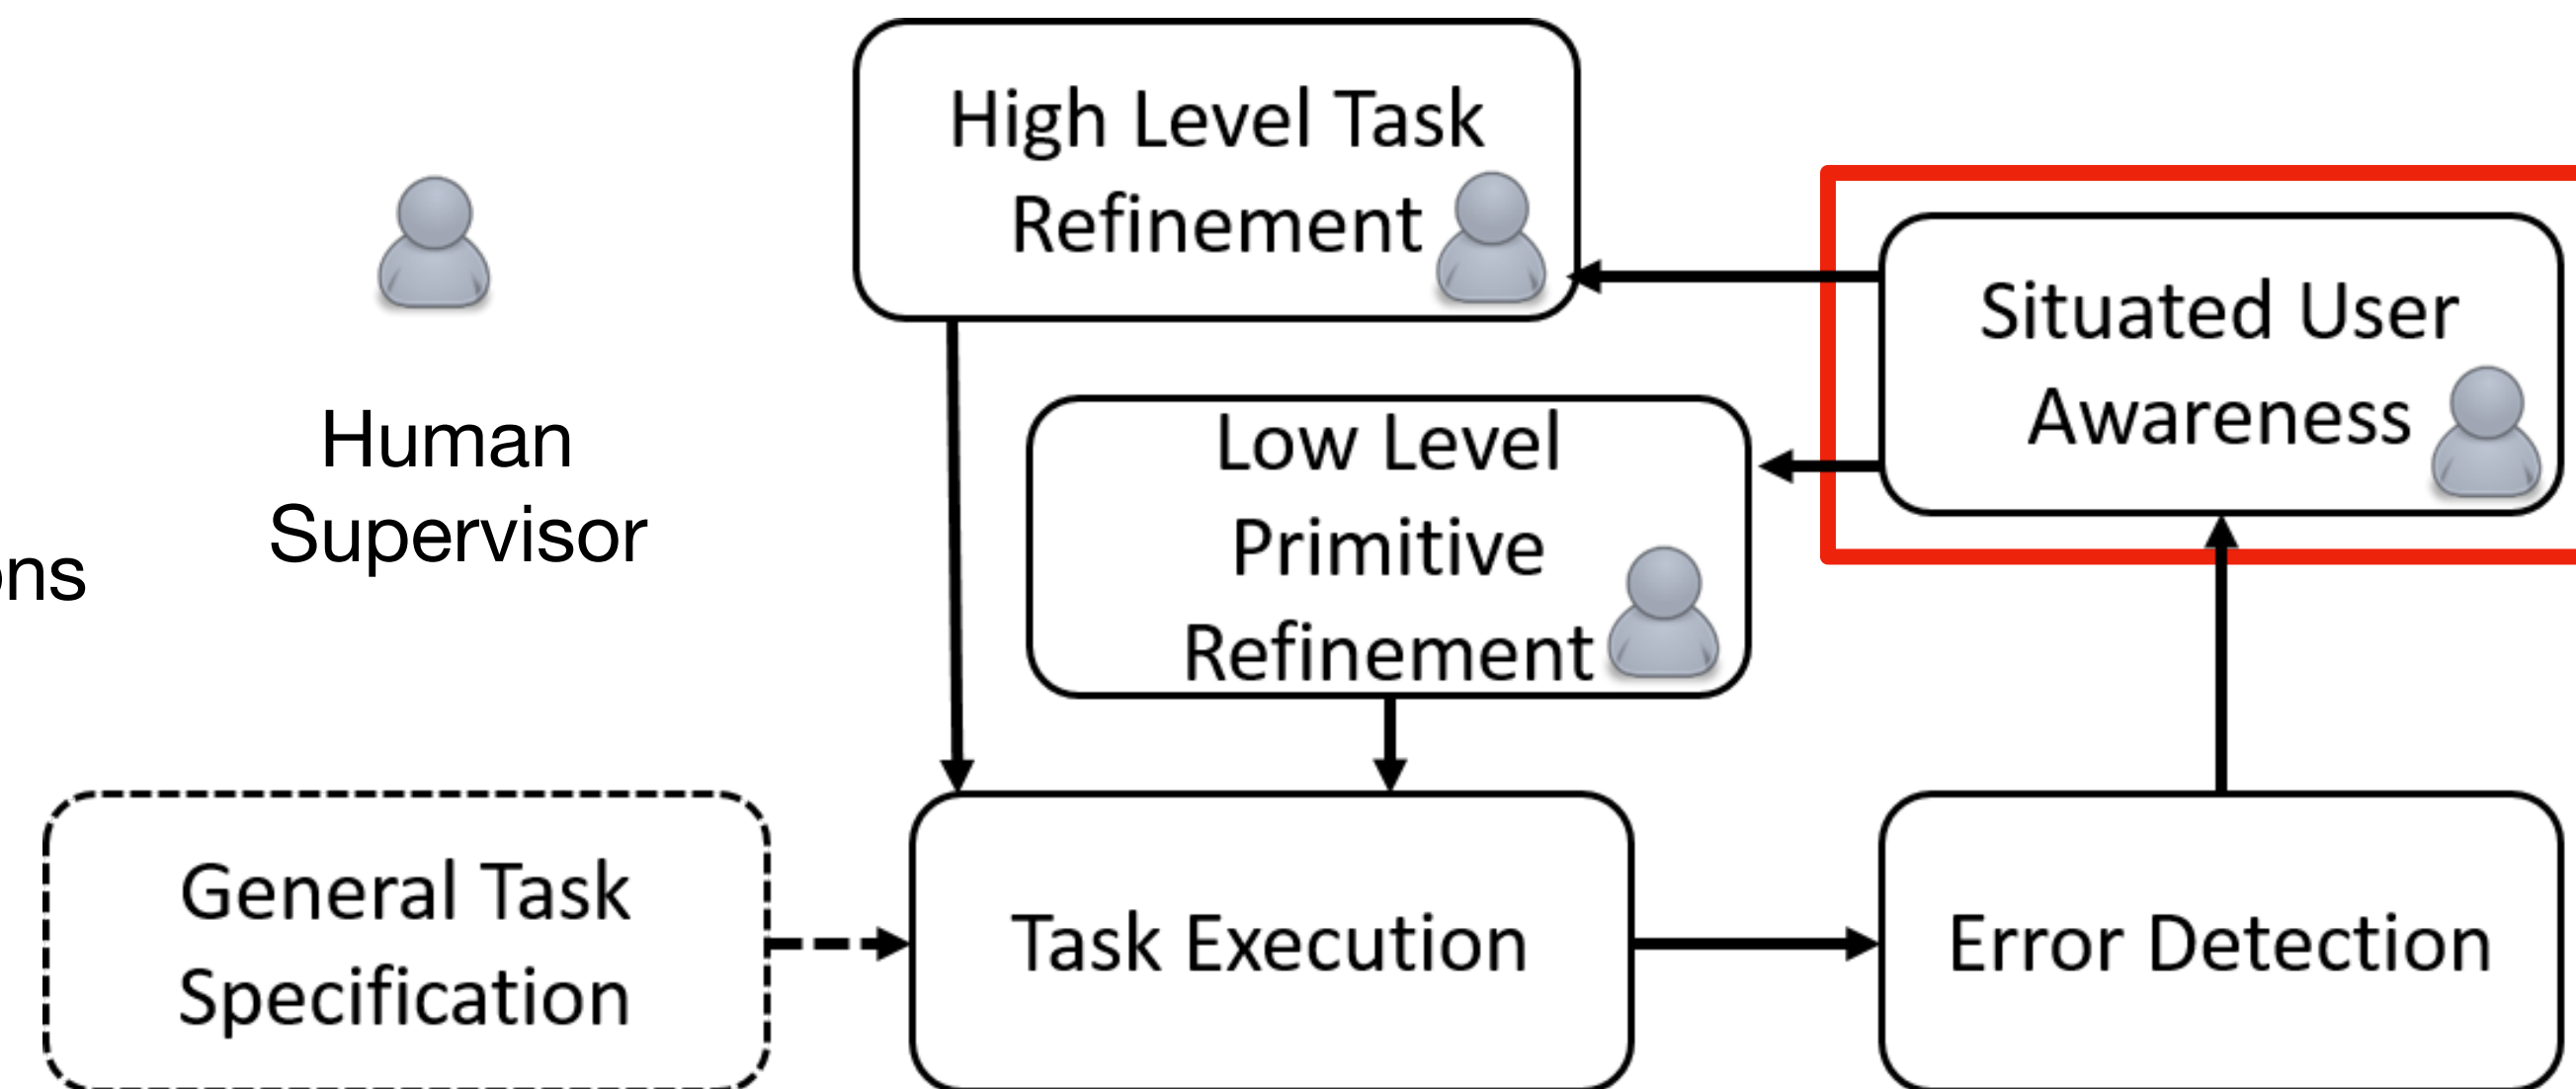 High Level Task
Refinement
Situated User
Awareness
Human
Supervisor
ons
Low Level
Primitive
Refinement
General Task
Specification
Task Execution
Error Detection